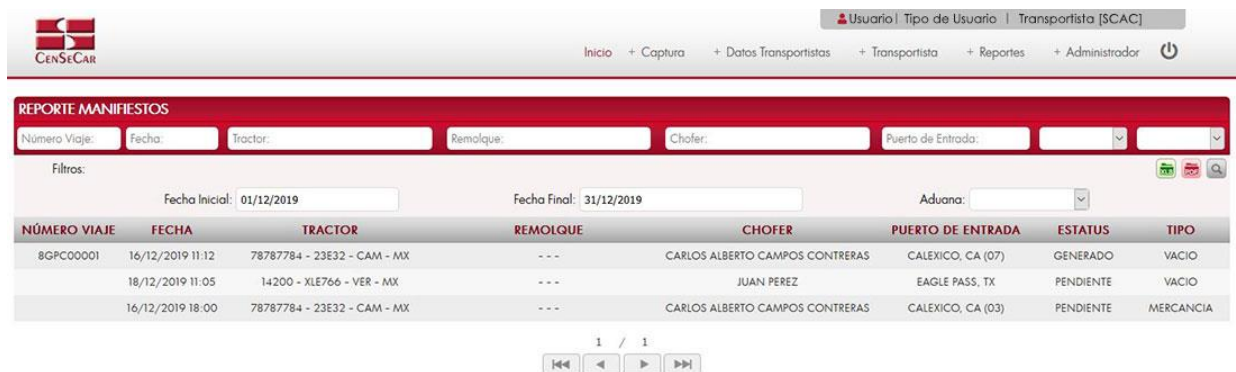 Usuario | Tipo de Usuario | Transportista [SCAC]
CENSECAR
Inicio + Captura + Datos Transportistas + Transportista + Reportes + Administrador
REPORTE MANIFIESTOS
Número Viaje: Fecha: Tractor: Remolque: Chofer: Puerto de Entrada:
Filtros:
XLS PDF
Fecha Inicial: 01/12/2019 Fecha Final: 31/12/2019 Aduana:
NÚMERO VIAJE FECHA TRACTOR REMOLQUE CHOFER PUERTO DE ENTRADA ESTATUS TIPO
8GPC00001 16/12/2019 11:12 78787784 - 23E32 - CAM - MX - - - CARLOS ALBERTO CAMPOS CONTRERAS CALEXICO, CA (07) GENERADO VACIO
18/12/2019 11:05 14200 - XLE766 - VER - MX - - - JUAN PEREZ EAGLE PASS, TX PENDIENTE VACIO
16/12/2019 18:00 78787784 - 23E32 - CAM - MX - - - CARLOS ALBERTO CAMPOS CONTRERAS CALEXICO, CA (03) PENDIENTE MERCANCIA
1 / 1